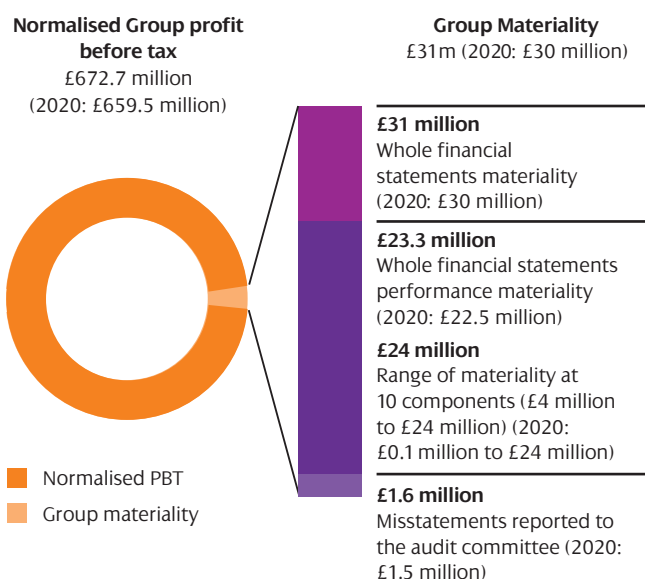 Normalised Group profit
before tax
£672.7 million
(2020: £659.5 million)
Group Materiality
£31m (2020: £30 million)
£31 million
Whole financial
statements materiality
(2020: £30 million)
£23.3 million
Whole financial statements
performance materiality
(2020: £22.5 million)
£24 million
Range of materiality at
10 components (£4 million
to £24 million) (2020:
£0.1 million to £24 million)
£1.6 million
Misstatements reported to
the audit committee (2020:
£1.5 million)
Normalised PBT
Group materiality